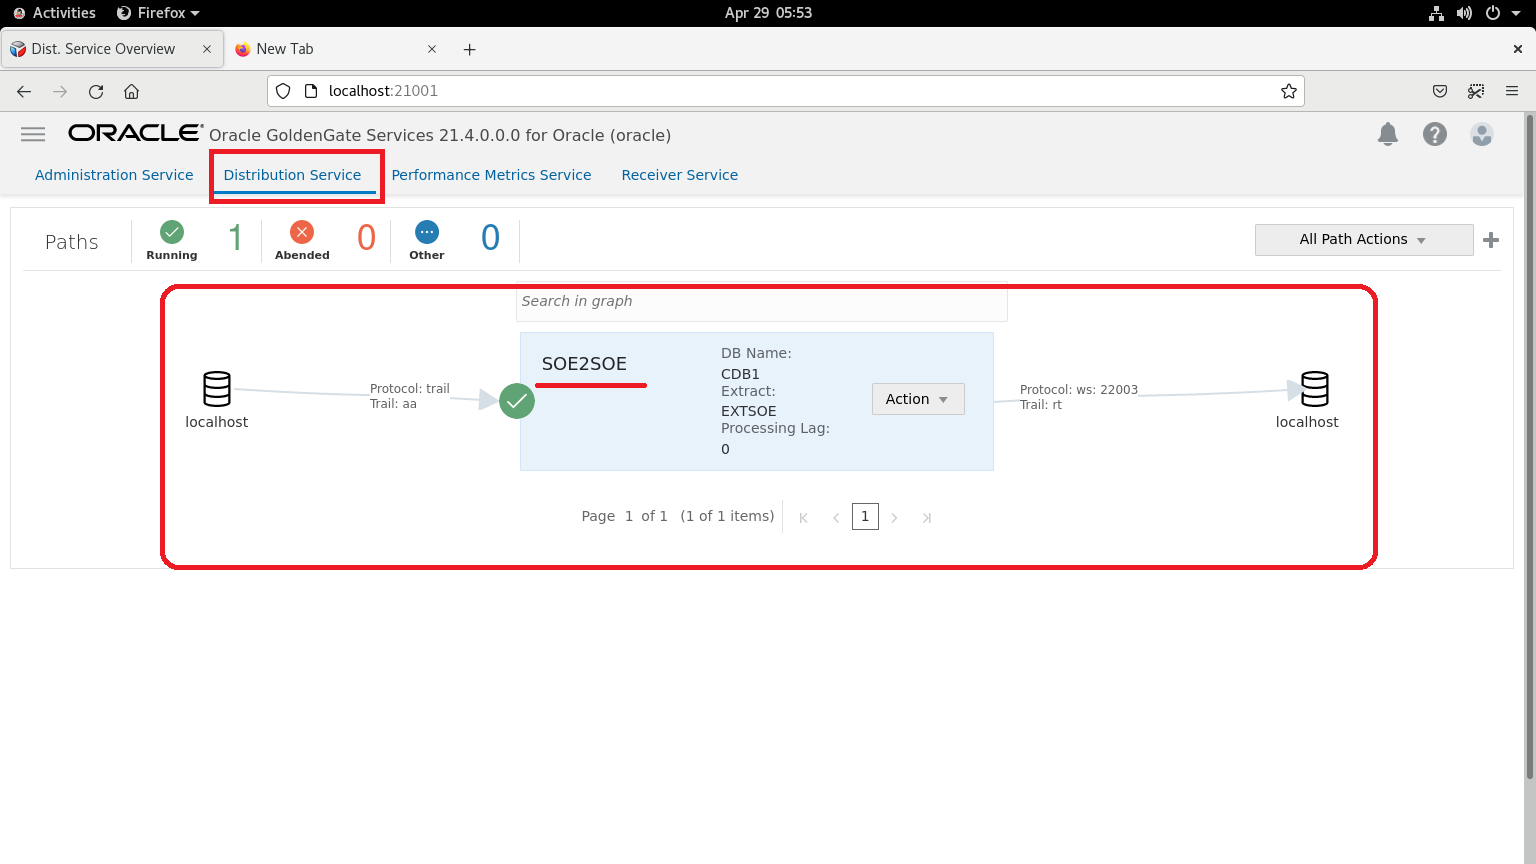 Activities Firefox Apr 29 05:53
Dist. Service Overview New Tab
localhost:21001
ORACLE Oracle GoldenGate Services 21.4.0.0.0 for Oracle (oracle)
Administration Service Distribution Service Performance Metrics Service Receiver Service
Paths Running 1 Abended 0 Other 0 All Path Actions
Search in graph
SOE2SOE
DB Name:
CDB1
Extract:
EXTSOE
Processing Lag:
0
Action
Protocol: trail
Trail: aa
localhost
Protocol: ws: 22003
Trail: rt
localhost
Page 1 of 1 (1 of 1 items) 1